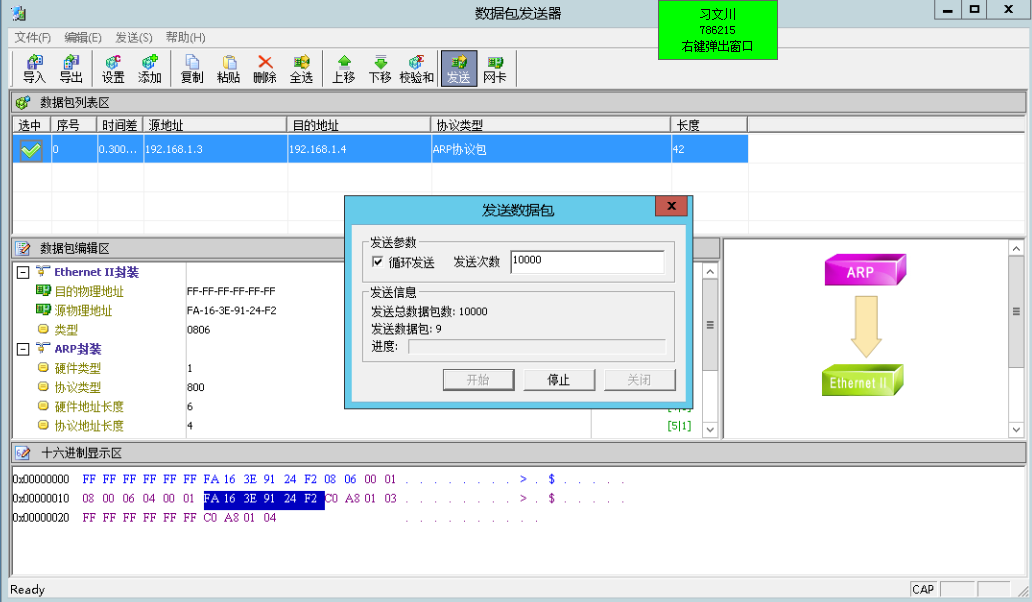 数据包发送器
习文川
786215
右键弹出窗口
文件(F) 编辑(E) 发送(S) 帮助(H)
导入 导出 设置 添加 复制 粘贴 删除 全选 上移 下移 校验和 发送 网卡
数据包列表区
选中 序号 时间差 源地址 目的地址 协议类型 长度
0 0.300... 192.168.1.3 192.168.1.4 ARP协议包 42
发送数据包
x
发送参数
循环发送 发送次数 10000
发送信息
发送总数据包数: 10000
发送数据包: 9
进度:
开始 停止 关闭
数据包编辑区
Ethernet II封装
目的物理地址 FF-FF-FF-FF-FF-FF
源物理地址 FA-16-3E-91-24-F2
类型 0806
ARP封装
硬件类型 1
协议类型 800
硬件地址长度 6
协议地址长度 4 [5|1]
ARP
Ethernet II
十六进制显示区
0x00000000 FF FF FF FF FF FF FA 16 3E 91 24 F2 08 06 00 01 . . . . . . . . > . $ . . . . .
0x00000010 08 00 06 04 00 01 FA 16 3E 91 24 F2 C0 A8 01 03 . . . . . . . . > . $ . . . . .
0x00000020 FF FF FF FF FF FF C0 A8 01 04 . . . . . . . . . .
Ready CAP